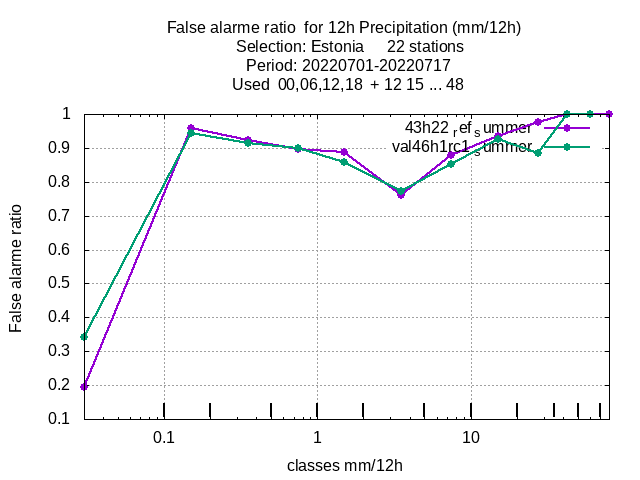 False alarme ratio  for 12h Precipitation (mm/12h)
Selection: Estonia     22 stations
Period: 20220701-20220717
Used  00,06,12,18  + 12 15 ... 48
1
0.9
0.8
0.7
0.6
0.5
0.4
0.3
0.2
0.1
False alarme ratio
43h22_ref_summer
val46h1rc1_summer
0.1
1
10
classes mm/12h